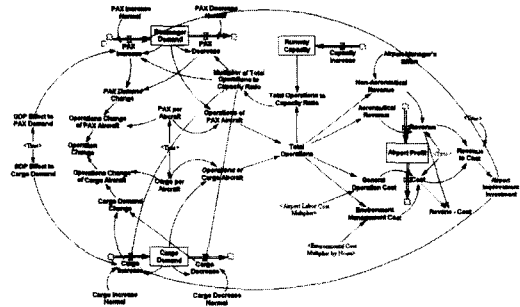 PAX Increase
Normal
PAX Decrease
Normal
Passenger
Demand
PAX
Increase
PAX
Decrease
Runway
Capacity
Capacity
Increase
Airport Manager's
Non-Aeronautical
Revenue
Multiplier of Total
Operations to
Capacity Ratio
PAX Demand
Change
Total Operations to
Capacity Ratio
Aeronautical
Revenue
GDP Effect to
PAX Demand
Operations Change
of PAX Aircraft
PAX per
Aircraft
Operations of
PAX Aircraft
Revenue
<Time>
<Time>
Operation
Change
<Time>
Total
Operations
Airport Profit
Revenue
to Cost
GDP Effect to
Cargo Demand
Operations Change
of Cargo Aircraft
Cargo per
Aircraft
Operations of
Cargo Aircraft
General
Operation Cost
Cost
Airport
Improvement
Investment
Cargo Demand
Change
<Airport Labor Cost
Multiplier>
Environment
Management Cost
Revenue - Cost
<Environmental Cost
Multiplier by Noise>
Cargo
Demand
Cargo
Increase
Cargo
Decrease
Cargo Increase
Normal
Cargo Decrease
Normal